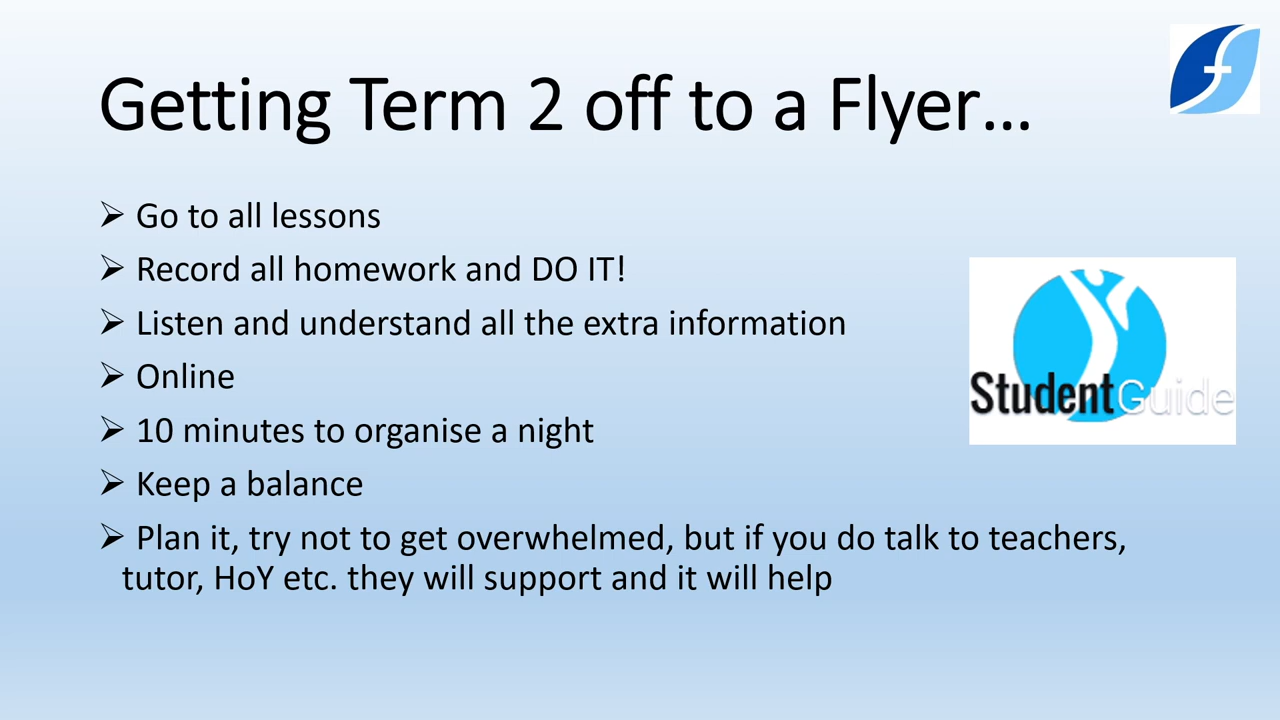 Getting Term 2 off to a Flyer...
➢ Go to all lessons
➢ Record all homework and DO IT!
➢ Listen and understand all the extra information
➢ Online
➢ 10 minutes to organise a night
➢ Keep a balance
➢ Plan it, try not to get overwhelmed, but if you do talk to teachers,
tutor, HoY etc. they will support and it will help
StudentGuide